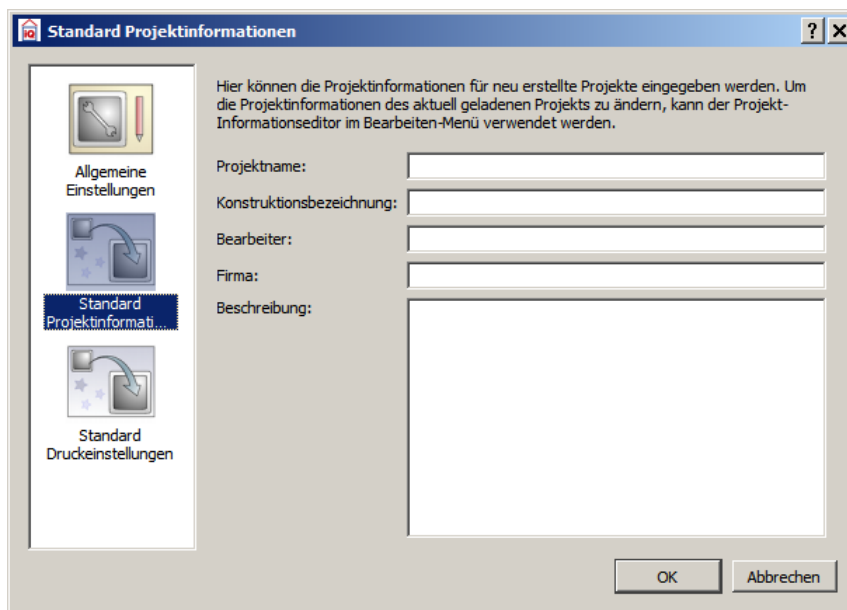 iQ
Standard Projektinformationen
?
Allgemeine
Einstellungen
Standard
Projektinformati...
Standard
Druckeinstellungen
Hier können die Projektinformationen für neu erstellte Projekte eingegeben werden. Um
die Projektinformationen des aktuell geladenen Projekts zu ändern, kann der Projekt-
Informationseditor im Bearbeiten-Menü verwendet werden.
Projektname:
Konstruktionsbezeichnung:
Bearbeiter:
Firma:
Beschreibung:
OK
Abbrechen